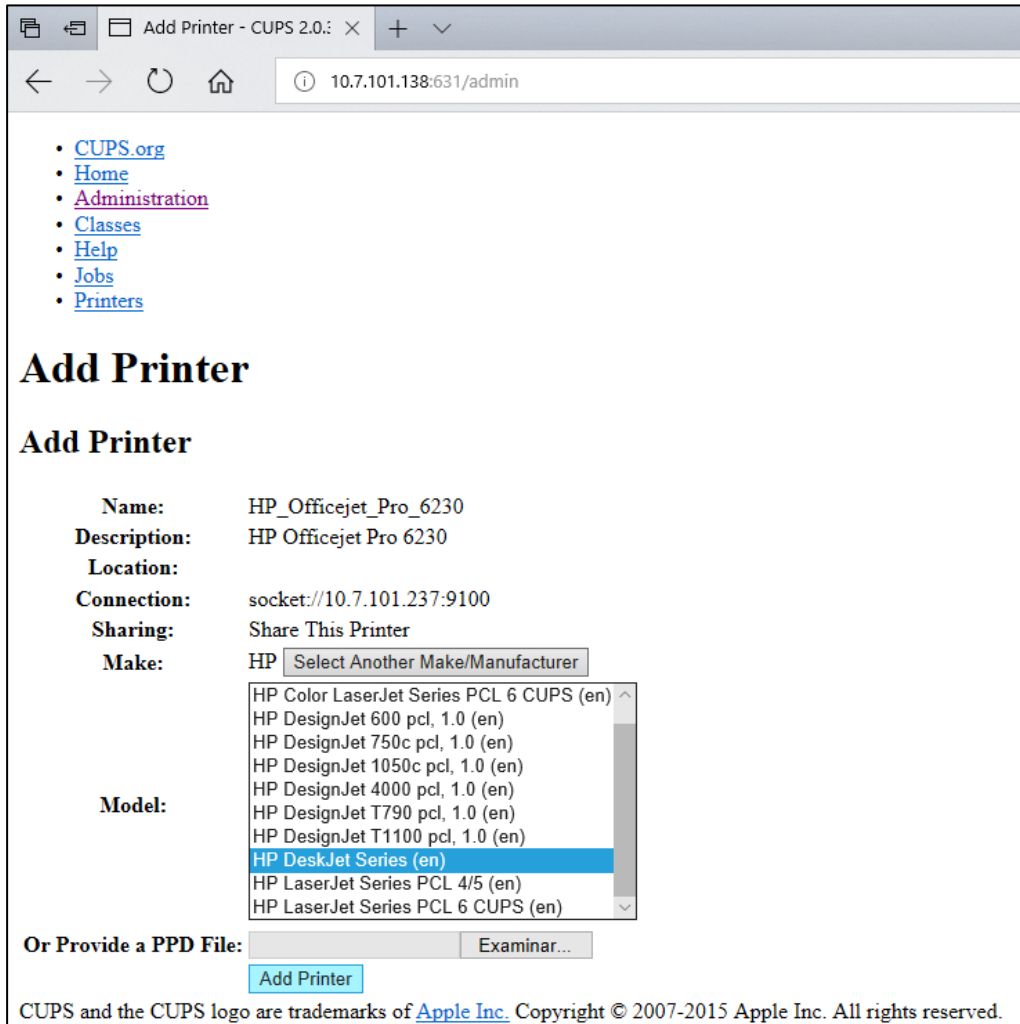 Add Printer - CUPS 2.0.3
10.7.101.138:631/admin
• CUPS.org
• Home
• Administration
• Classes
• Help
• Jobs
• Printers
Add Printer
Add Printer
Name: HP_Officejet_Pro_6230
Description: HP Officejet Pro 6230
Location:
Connection: socket://10.7.101.237:9100
Sharing: Share This Printer
Make: HP Select Another Make/Manufacturer
HP Color LaserJet Series PCL 6 CUPS (en)
HP DesignJet 600 pcl, 1.0 (en)
HP DesignJet 750c pcl, 1.0 (en)
HP DesignJet 1050c pcl, 1.0 (en)
HP DesignJet 4000 pcl, 1.0 (en)
Model:
HP DesignJet T790 pcl, 1.0 (en)
HP DesignJet T1100 pcl, 1.0 (en)
HP DeskJet Series (en)
HP LaserJet Series PCL 4/5 (en)
HP LaserJet Series PCL 6 CUPS (en)
Or Provide a PPD File: Examinar...
Add Printer
CUPS and the CUPS logo are trademarks of Apple Inc. Copyright © 2007-2015 Apple Inc. All rights reserved.